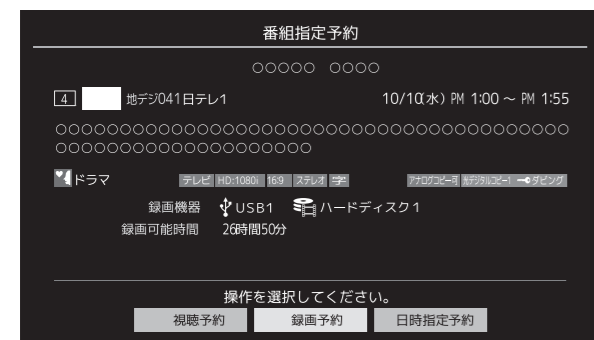 番組指定予約
○○○○○ ○○○○
4 地デジ041日テレ1 10/10(水) PM 1:00 ～ PM 1:55
○○○○○○○○○○○○○○○○○○○○○○○○○○○○○○○○○○○○○○○○
○○○○○○○○○○○○○○○○○○○○
ドラマ テレビ HD:1080i 16:9 ステレオ 字 アナログコピー可 光デジタルコピー1 ダビング
録画機器 USB1 ハードディスク1
録画可能時間 26時間50分
操作を選択してください。
視聴予約 録画予約 日時指定予約